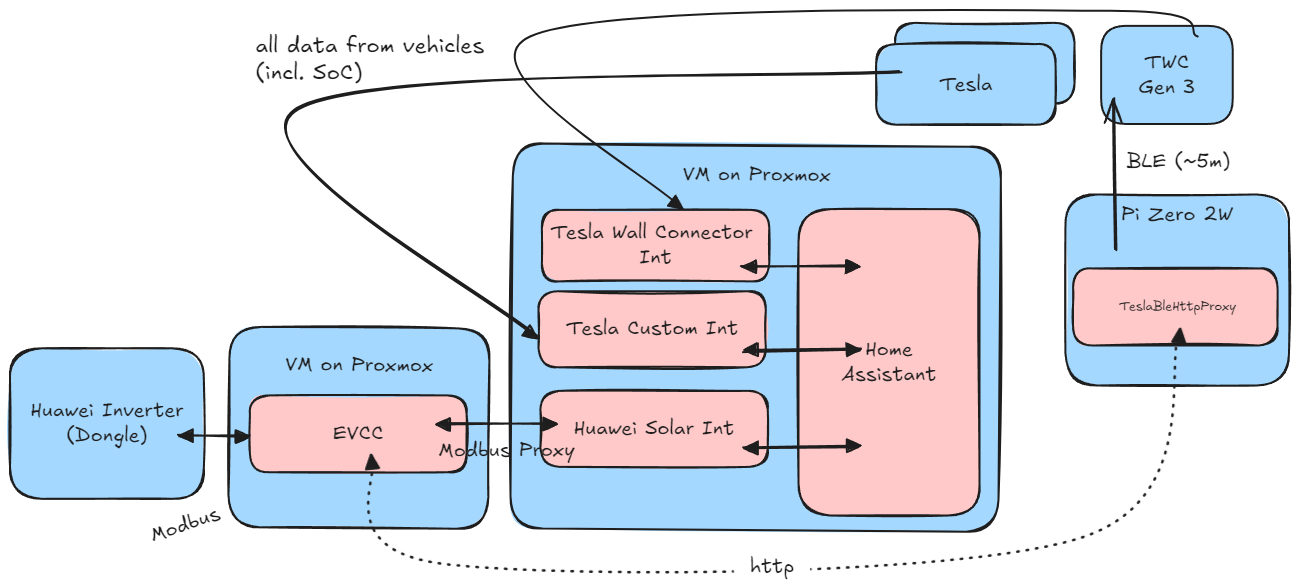 all data from vehicles
(incl. SoC)
Tesla
TWC
Gen 3
BLE (~5m)
VM on Proxmox
Pi Zero 2W
Tesla Wall Connector
Int
TeslaBleHttpProxy
Tesla Custom Int
Home
Assistant
VM on Proxmox
Huawei Inverter
(Dongle)
EVCC
Huawei Solar Int
Modbus Proxy
Modbus
http